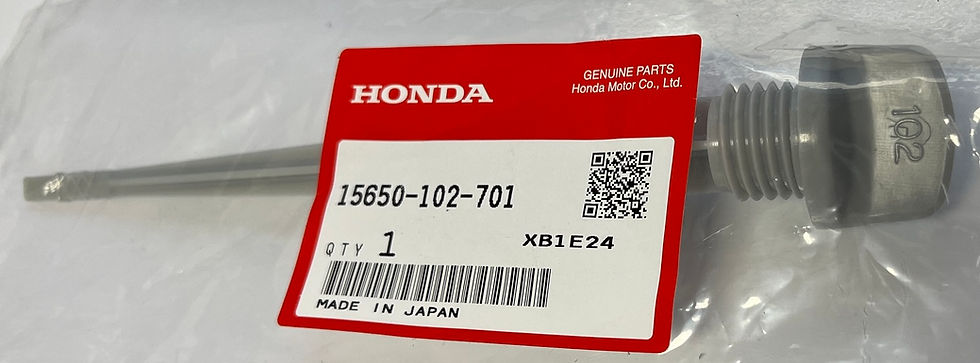 HONDA
GENUINE PARTS
Honda Motor Co., Ltd.
15650-102-701
QTY 1
XB1E24
MADE IN JAPAN
102